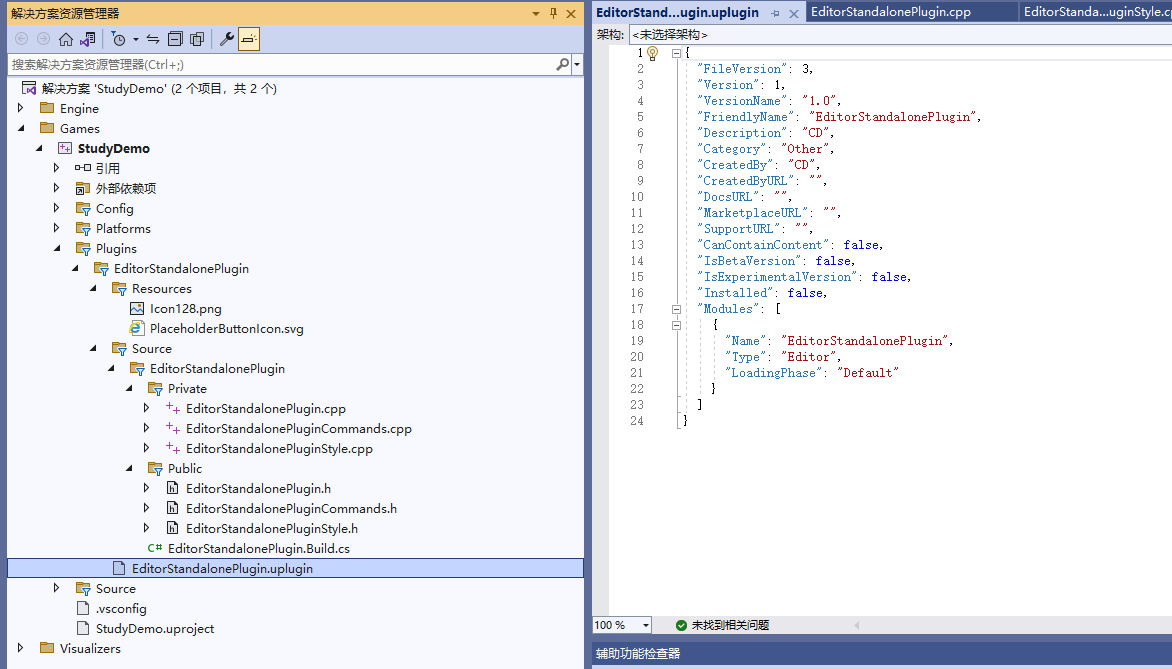 解决方案资源管理器
搜索解决方案资源管理器(Ctrl+;)
解决方案 'StudyDemo' (2 个项目，共 2 个)
Engine
Games
StudyDemo
引用
外部依赖项
Config
Platforms
Plugins
EditorStandalonePlugin
Resources
Icon128.png
PlaceholderButtonIcon.svg
Source
EditorStandalonePlugin
Private
EditorStandalonePlugin.cpp
EditorStandalonePluginCommands.cpp
EditorStandalonePluginStyle.cpp
Public
EditorStandalonePlugin.h
EditorStandalonePluginCommands.h
EditorStandalonePluginStyle.h
C# EditorStandalonePlugin.Build.cs
EditorStandalonePlugin.uplugin
Source
.vsconfig
StudyDemo.uproject
Visualizers
EditorStand...ugin.uplugin EditorStandalonePlugin.cpp EditorStanda...uginStyle.c
架构: <未选择架构>
1 {
2 "FileVersion": 3,
3 "Version": 1,
4 "VersionName": "1.0",
5 "FriendlyName": "EditorStandalonePlugin",
6 "Description": "CD",
7 "Category": "Other",
8 "CreatedBy": "CD",
9 "CreatedByURL": "",
10 "DocsURL": "",
11 "MarketplaceURL": "",
12 "SupportURL": "",
13 "CanContainContent": false,
14 "IsBetaVersion": false,
15 "IsExperimentalVersion": false,
16 "Installed": false,
17 "Modules": [
18 {
19 "Name": "EditorStandalonePlugin",
20 "Type": "Editor",
21 "LoadingPhase": "Default"
22 }
23 ]
24 }
100 % 未找到相关问题
辅助功能检查器